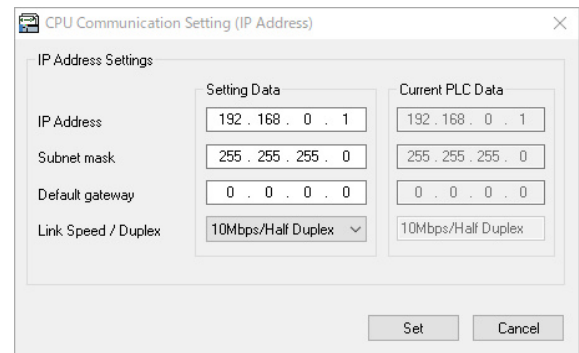 CPU Communication Setting (IP Address)
IP Address Settings
Setting Data Current PLC Data
IP Address 192 . 168 . 0 . 1 192 . 168 . 0 . 1
Subnet mask 255 . 255 . 255 . 0 255 . 255 . 255 . 0
Default gateway 0 . 0 . 0 . 0 0 . 0 . 0 . 0
Link Speed / Duplex 10Mbps/Half Duplex 10Mbps/Half Duplex
Set Cancel